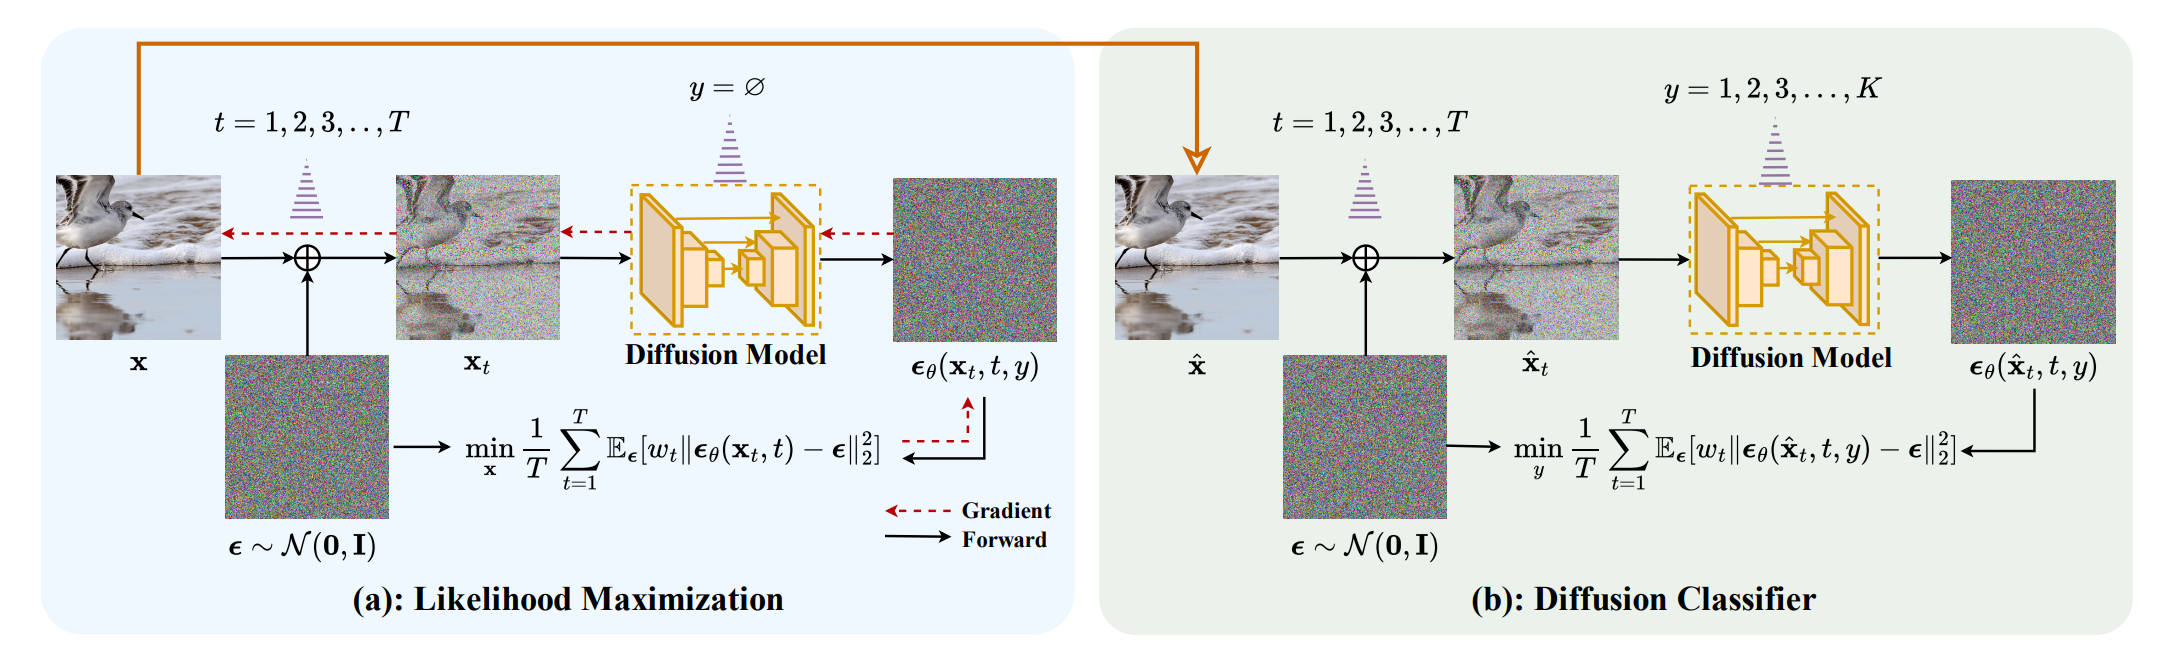 y = ∅
t = 1, 2, 3, . . , T
x
x_t
Diffusion Model
ϵ_θ(x_t, t, y)
min_x 1/T ∑_{t=1}^{T} 𝔼_ϵ[w_t‖ϵ_θ(x_t, t) − ϵ‖_2^2]
Gradient
Forward
ϵ ∼ 𝒩(0, I)
(a): Likelihood Maximization
y = 1, 2, 3, . . . , K
t = 1, 2, 3, . . , T
x̂
x̂_t
Diffusion Model
ϵ_θ(x̂_t, t, y)
min_y 1/T ∑_{t=1}^{T} 𝔼_ϵ[w_t‖ϵ_θ(x̂_t, t, y) − ϵ‖_2^2]
ϵ ∼ 𝒩(0, I)
(b): Diffusion Classifier